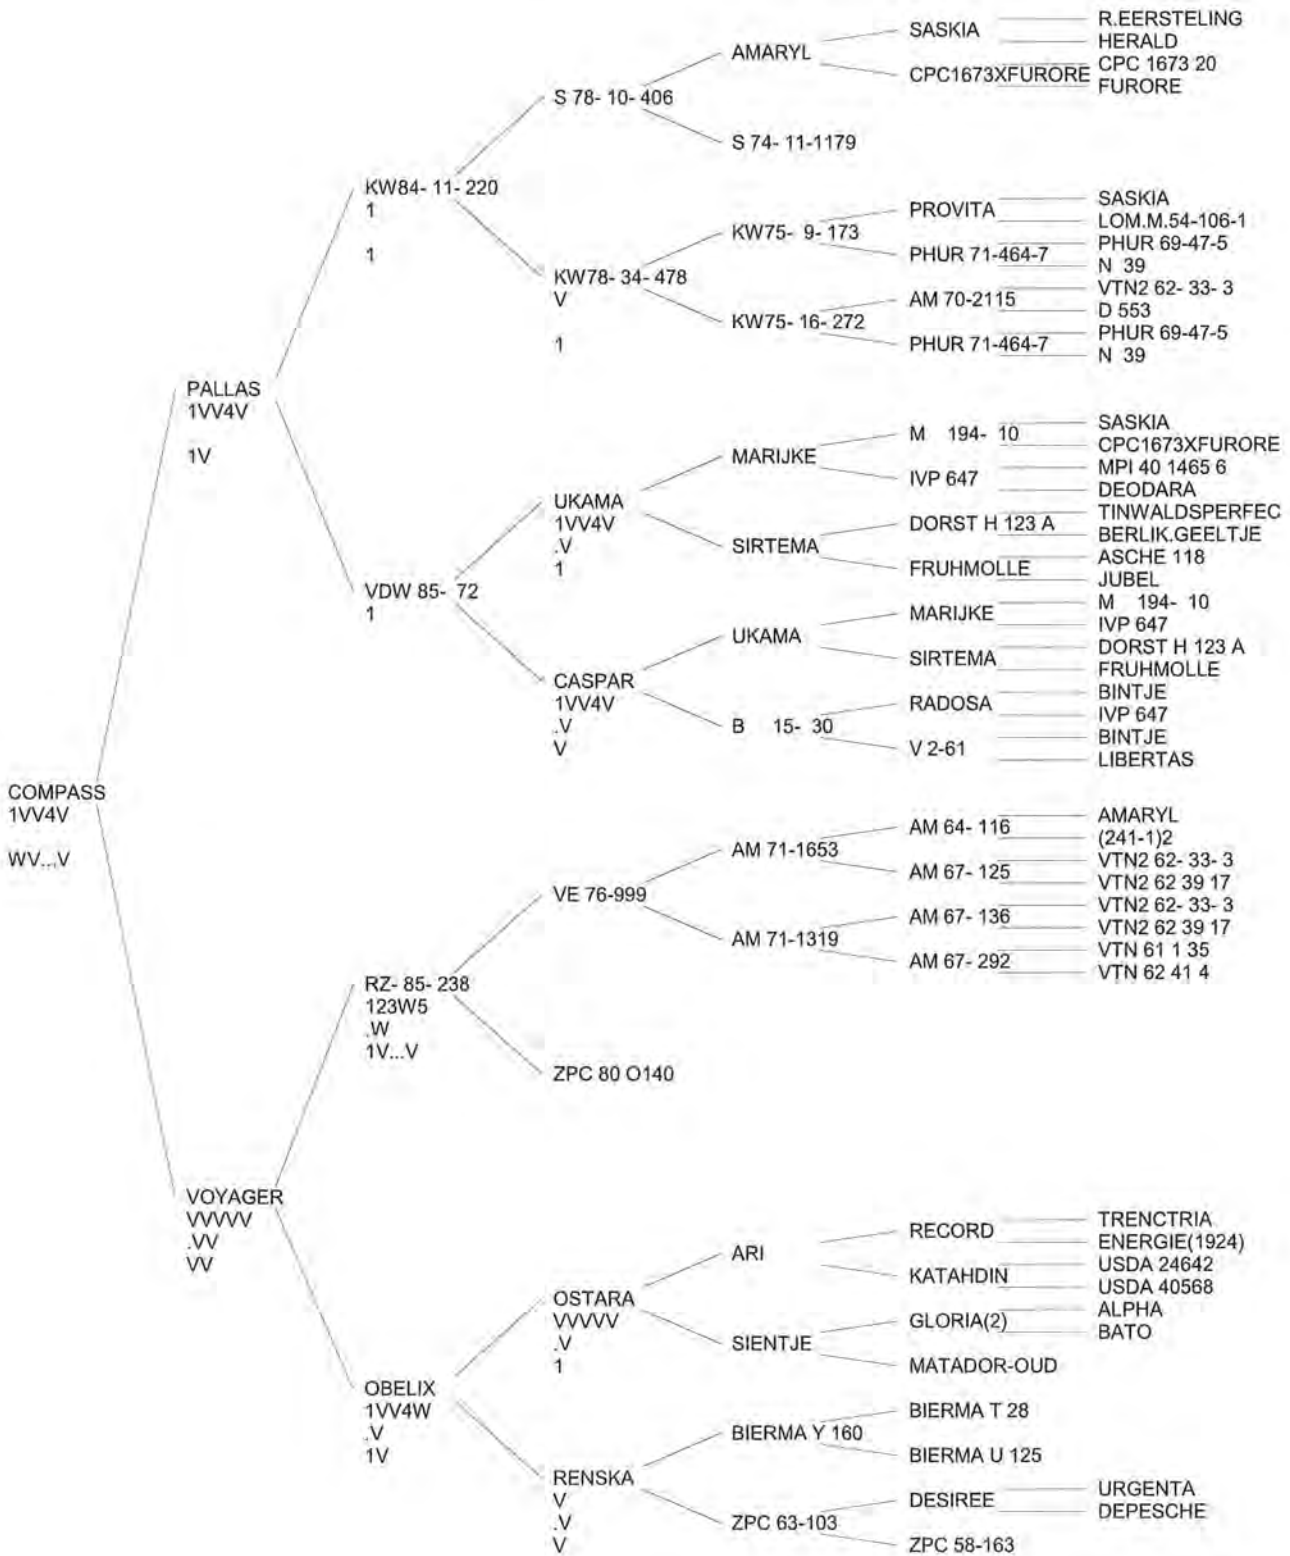 R.EERSTELING
SASKIA
HERALD
AMARYL
CPC 1673 20
CPC1673XFURORE
FURORE
S 78- 10- 406
S 74- 11-1179
KW84- 11- 220
1
1
SASKIA
PROVITA
LOM.M.54-106-1
KW75- 9- 173
PHUR 69-47-5
PHUR 71-464-7
N 39
KW78- 34- 478
V
1
VTN2 62- 33- 3
AM 70-2115
D 553
KW75- 16- 272
PHUR 69-47-5
PHUR 71-464-7
N 39
PALLAS
1VV4V
1V
SASKIA
M 194- 10
CPC1673XFURORE
MARIJKE
MPI 40 1465 6
IVP 647
DEODARA
UKAMA
1VV4V
.V
1
TINWALDSPERFEC
DORST H 123 A
BERLIK.GEELTJE
SIRTEMA
ASCHE 118
FRUHMOLLE
JUBEL
VDW 85- 72
1
M 194- 10
MARIJKE
IVP 647
UKAMA
DORST H 123 A
SIRTEMA
FRUHMOLLE
CASPAR
1VV4V
.V
V
BINTJE
RADOSA
IVP 647
B 15- 30
BINTJE
V 2-61
LIBERTAS
COMPASS
1VV4V
WV...V
AMARYL
AM 64- 116
(241-1)2
AM 71-1653
VTN2 62- 33- 3
AM 67- 125
VTN2 62 39 17
VE 76-999
VTN2 62- 33- 3
AM 67- 136
VTN2 62 39 17
AM 71-1319
VTN 61 1 35
AM 67- 292
VTN 62 41 4
RZ- 85- 238
123W5
.W
1V...V
ZPC 80 O140
VOYAGER
VVVVV
.VV
VV
TRENCTRIA
RECORD
ENERGIE(1924)
ARI
USDA 24642
KATAHDIN
USDA 40568
OSTARA
VVVVV
.V
1
ALPHA
GLORIA(2)
BATO
SIENTJE
MATADOR-OUD
OBELIX
1VV4W
.V
1V
BIERMA T 28
BIERMA Y 160
BIERMA U 125
RENSKA
V
.V
V
URGENTA
DESIREE
DEPESCHE
ZPC 63-103
ZPC 58-163